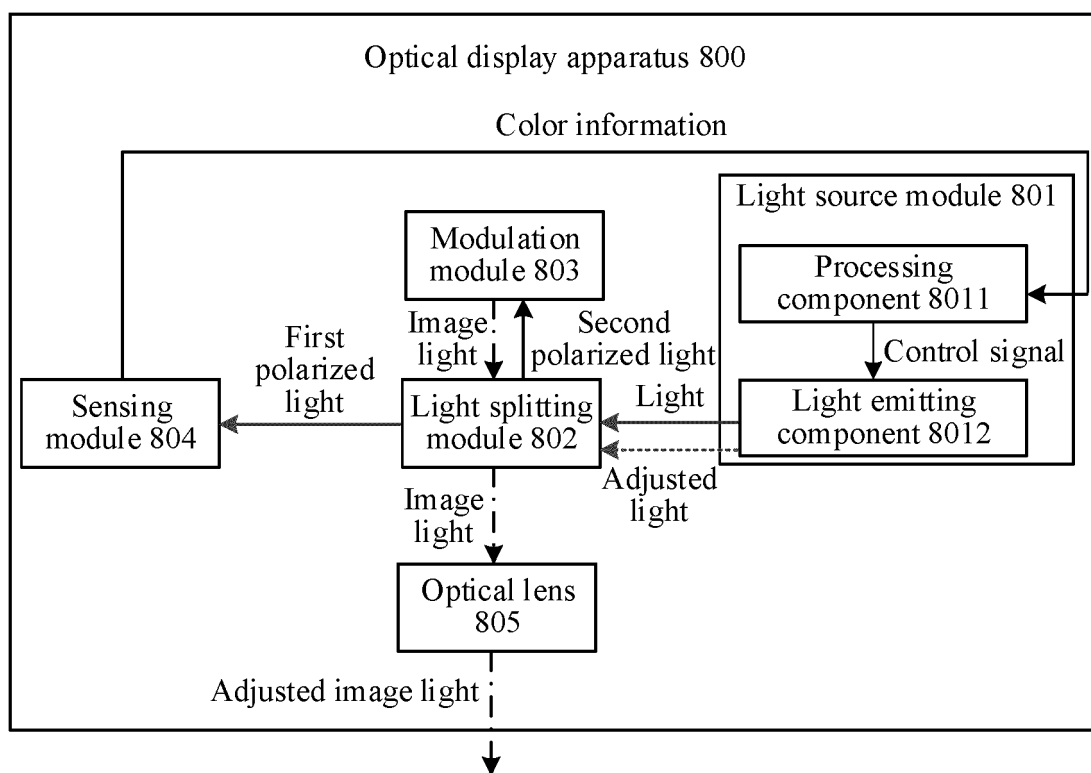 Optical display apparatus 800
Color information
Light source module 801
Modulation
module 803
Processing
component 8011
Image
light
Second
polarized light
First
polarized
light
Control signal
Sensing
module 804
Light splitting
module 802
Light
Light emitting
component 8012
Adjusted
light
Image
light
Optical lens
805
Adjusted image light